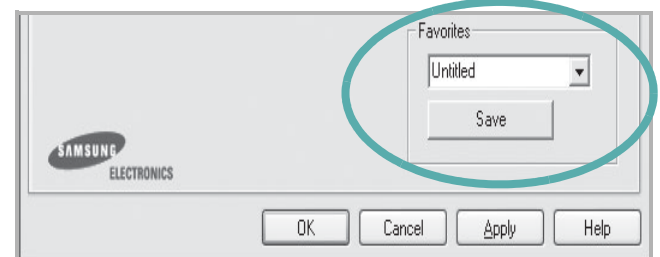 Favorites
Untitled
Save
SAMSUNG
ELECTRONICS
OK Cancel Apply Help